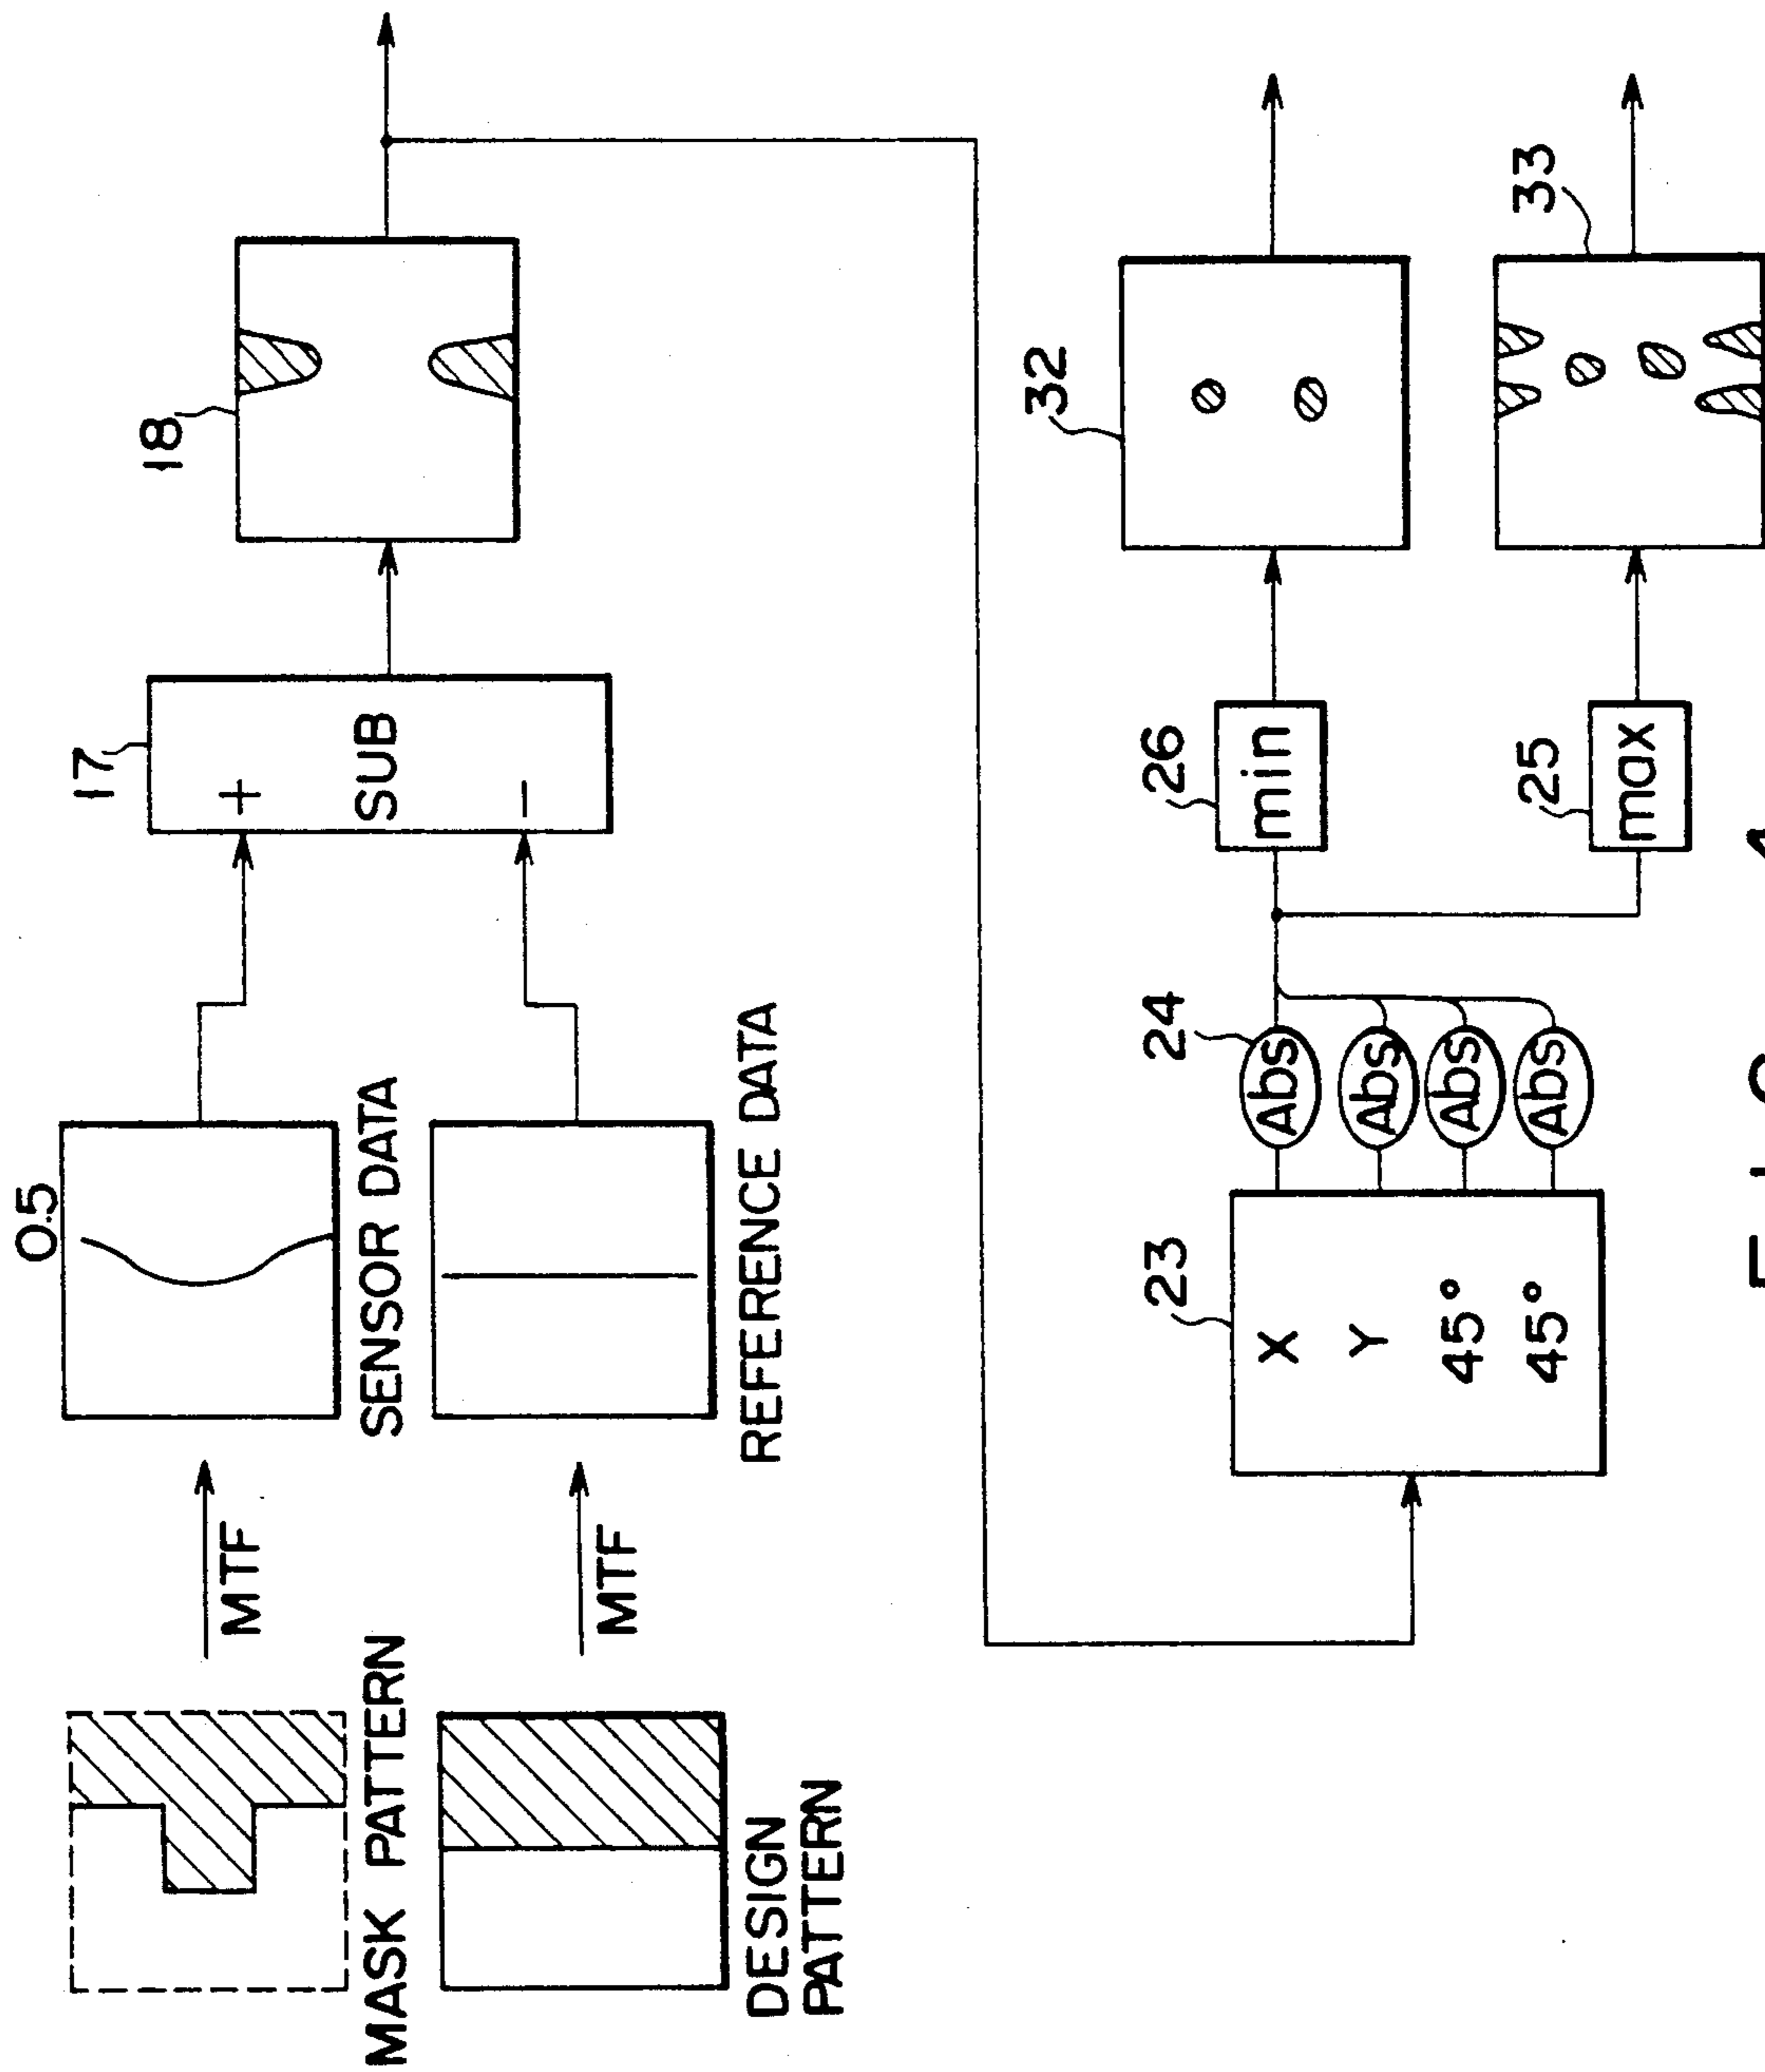 MASK PATTERN
MTF
0.5
SENSOR DATA
DESIGN
PATTERN
MTF
REFERENCE DATA
17
+
SUB
−
18
23
X
Y
45°
45°
24
Abs
Abs
Abs
Abs
26
min
25
max
32
33